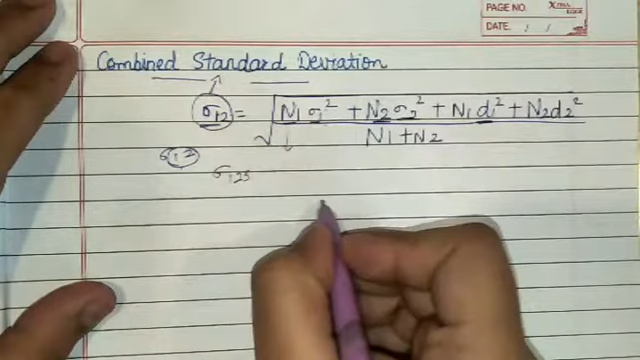 PAGE NO.
DATE. / /
Combined Standard Deviation
σ12 = √ N1σ1² + N2σ2² + N1d1² + N2d2²
N1 + N2
σ123